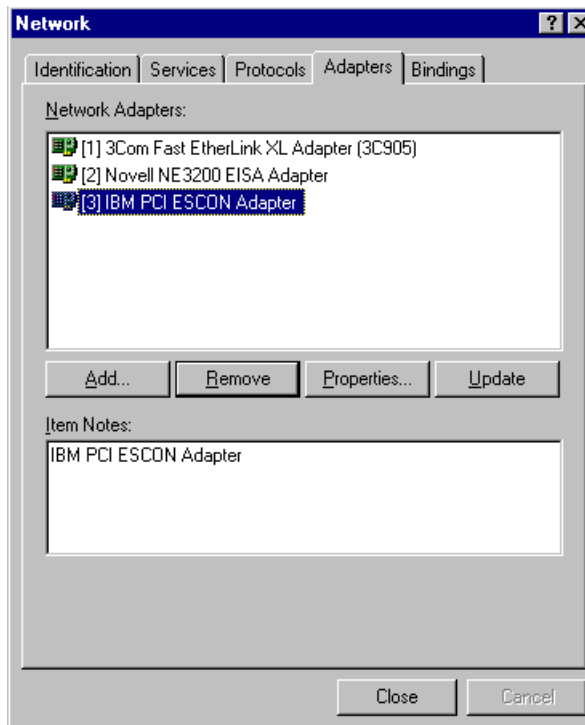 Network
Identification Services Protocols Adapters Bindings
Network Adapters:
[1] 3Com Fast EtherLink XL Adapter (3C905)
[2] Novell NE3200 EISA Adapter
[3] IBM PCI ESCON Adapter
Add... Remove Properties... Update
Item Notes:
IBM PCI ESCON Adapter
Close Cancel